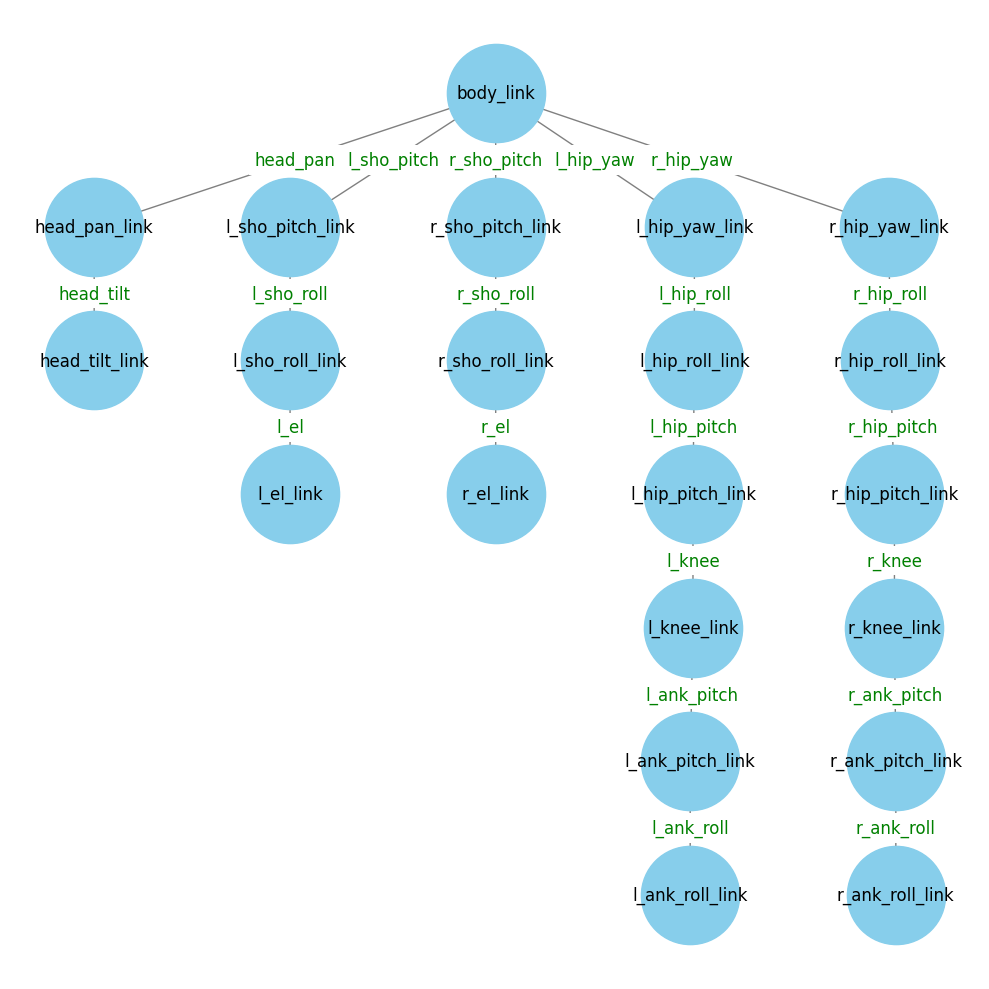 body_link
head_pan l_sho_pitch r_sho_pitch l_hip_yaw r_hip_yaw
head_pan_link l_sho_pitch_link r_sho_pitch_link l_hip_yaw_link r_hip_yaw_link
head_tilt l_sho_roll r_sho_roll l_hip_roll r_hip_roll
head_tilt_link l_sho_roll_link r_sho_roll_link l_hip_roll_link r_hip_roll_link
l_el r_el l_hip_pitch r_hip_pitch
l_el_link r_el_link l_hip_pitch_link r_hip_pitch_link
l_knee r_knee
l_knee_link r_knee_link
l_ank_pitch r_ank_pitch
l_ank_pitch_link r_ank_pitch_link
l_ank_roll r_ank_roll
l_ank_roll_link r_ank_roll_link